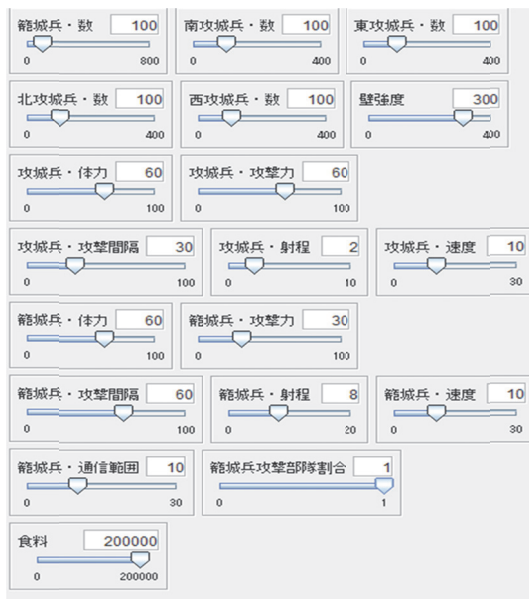 籠城兵・数 100 南攻城兵・数 100 東攻城兵・数 100
0 800 0 400 0 400
北攻城兵・数 100 西攻城兵・数 100 壁強度 300
0 400 0 400 0 400
攻城兵・体力 60 攻城兵・攻撃力 60
0 100 0 100
攻城兵・攻撃間隔 30 攻城兵・射程 2 攻城兵・速度 10
0 100 0 10 0 30
籠城兵・体力 60 籠城兵・攻撃力 30
0 100 0 100
籠城兵・攻撃間隔 60 籠城兵・射程 8 籠城兵・速度 10
0 100 0 20 0 30
籠城兵・通信範囲 10 籠城兵攻撃部隊割合 1
0 30 0 1
食料 200000
0 200000